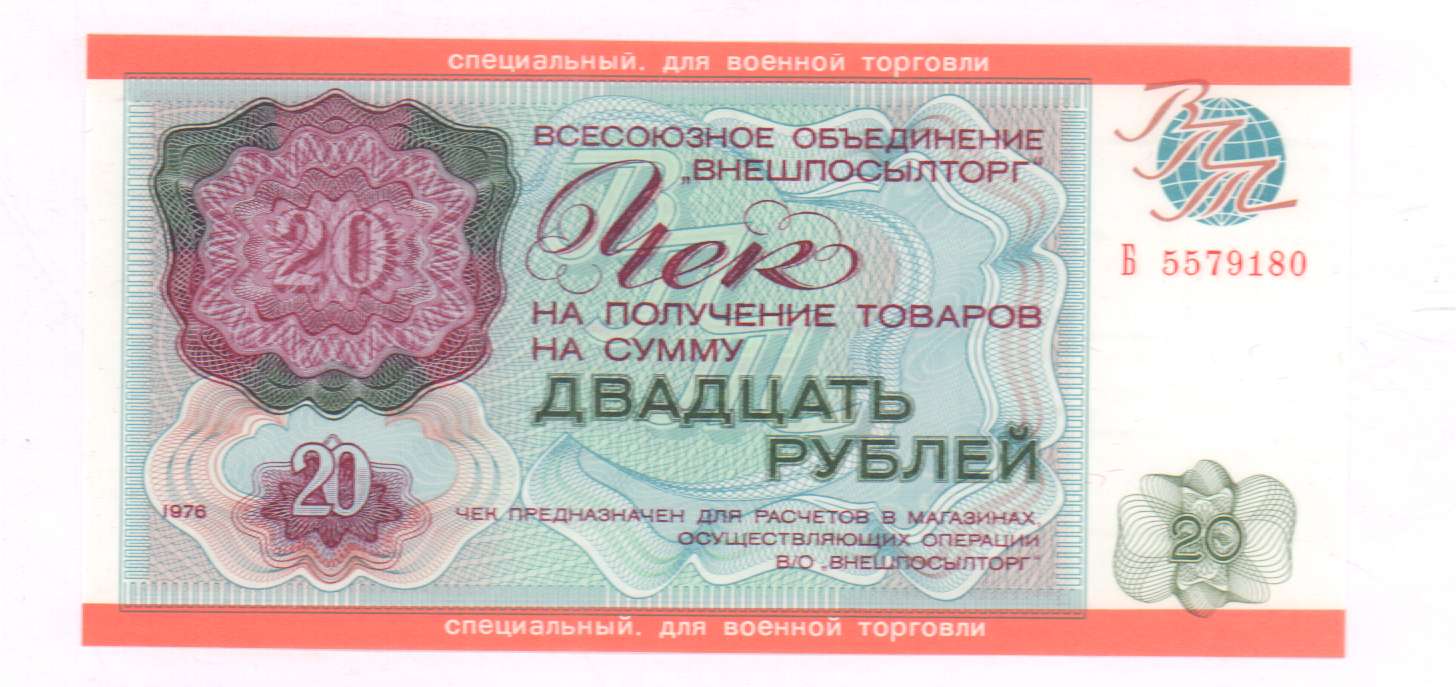 специальный. для военной торговли
ВСЕСОЮЗНОЕ ОБЪЕДИНЕНИЕ
„ВНЕШПОСЫЛТОРГ"
ВПТ
Чек
Б 5579180
20
НА ПОЛУЧЕНИЕ ТОВАРОВ
НА СУММУ
ДВАДЦАТЬ
РУБЛЕЙ
20
1976
ЧЕК ПРЕДНАЗНАЧЕН ДЛЯ РАСЧЕТОВ В МАГАЗИНАХ,
ОСУЩЕСТВЛЯЮЩИХ ОПЕРАЦИИ
В/О „ВНЕШПОСЫЛТОРГ"
20
специальный. для военной торговли